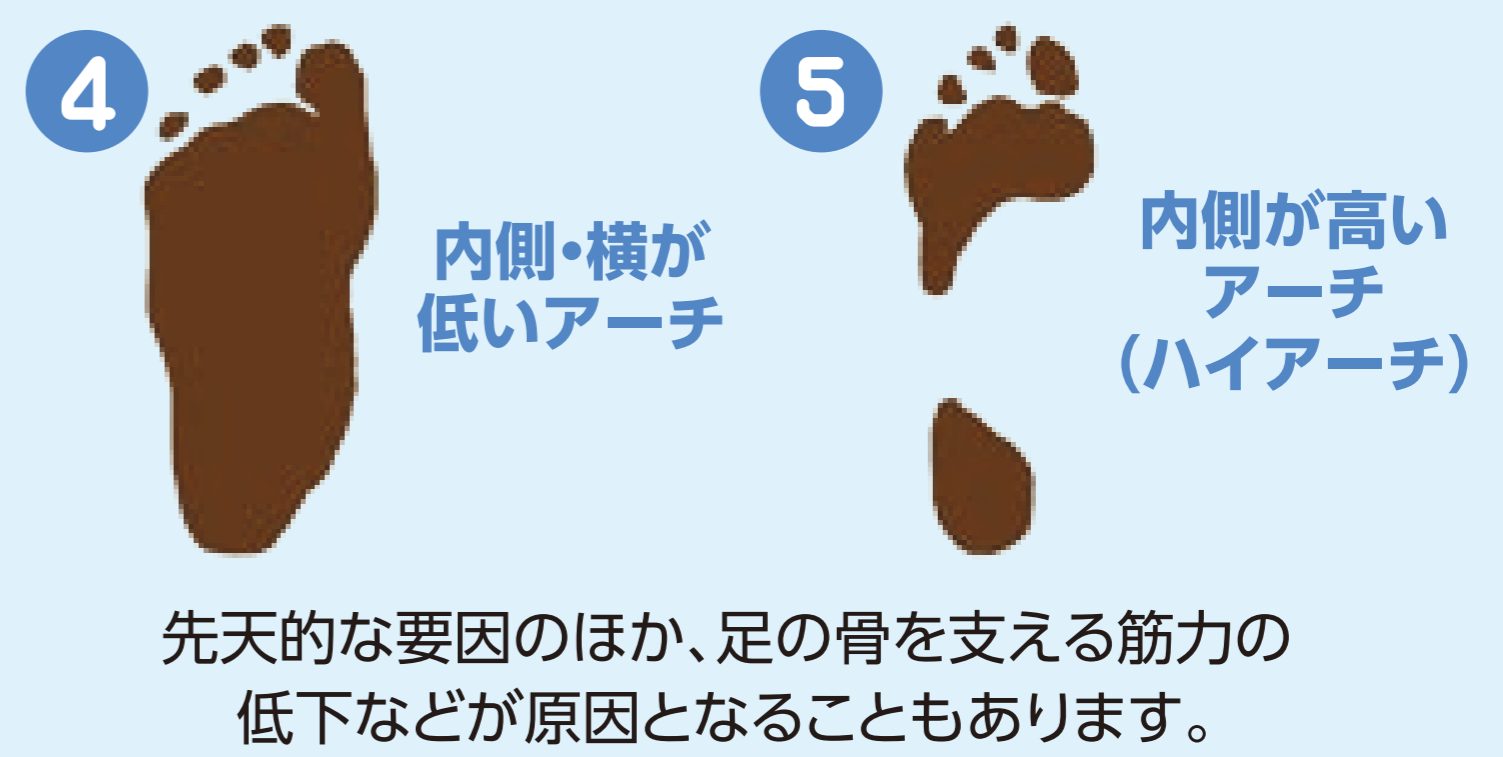 4
内側・横が
低いアーチ
5
内側が高い
アーチ
（ハイアーチ）
先天的な要因のほか、足の骨を支える筋力の
低下などが原因となることもあります。